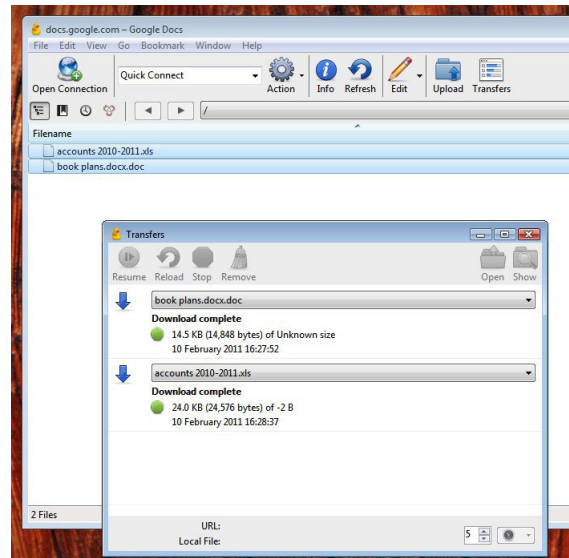 docs.google.com – Google Docs
File Edit View Go Bookmark Window Help
Quick Connect
Open Connection Action Info Refresh Edit Upload Transfers
/
Filename
accounts 2010-2011.xls
book plans.docx.doc
Transfers
Resume Reload Stop Remove Open Show
book plans.docx.doc
Download complete
14.5 KB (14,848 bytes) of Unknown size
10 February 2011 16:27:52
accounts 2010-2011.xls
Download complete
24.0 KB (24,576 bytes) of -2 B
10 February 2011 16:28:37
2 Files
URL:
Local File:
5